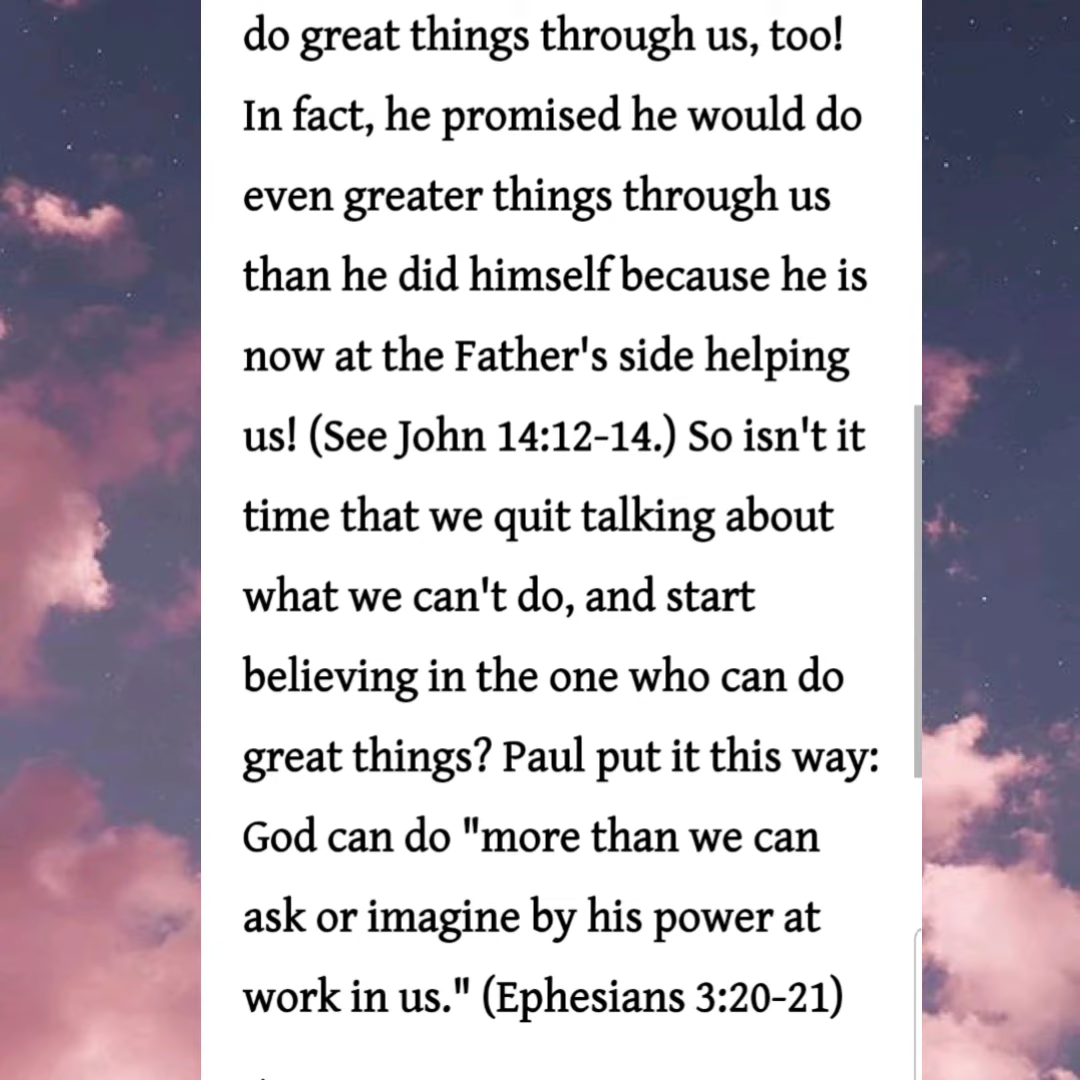 do great things through us, too!
In fact, he promised he would do
even greater things through us
than he did himself because he is
now at the Father's side helping
us! (See John 14:12-14.) So isn't it
time that we quit talking about
what we can't do, and start
believing in the one who can do
great things? Paul put it this way:
God can do "more than we can
ask or imagine by his power at
work in us." (Ephesians 3:20-21)